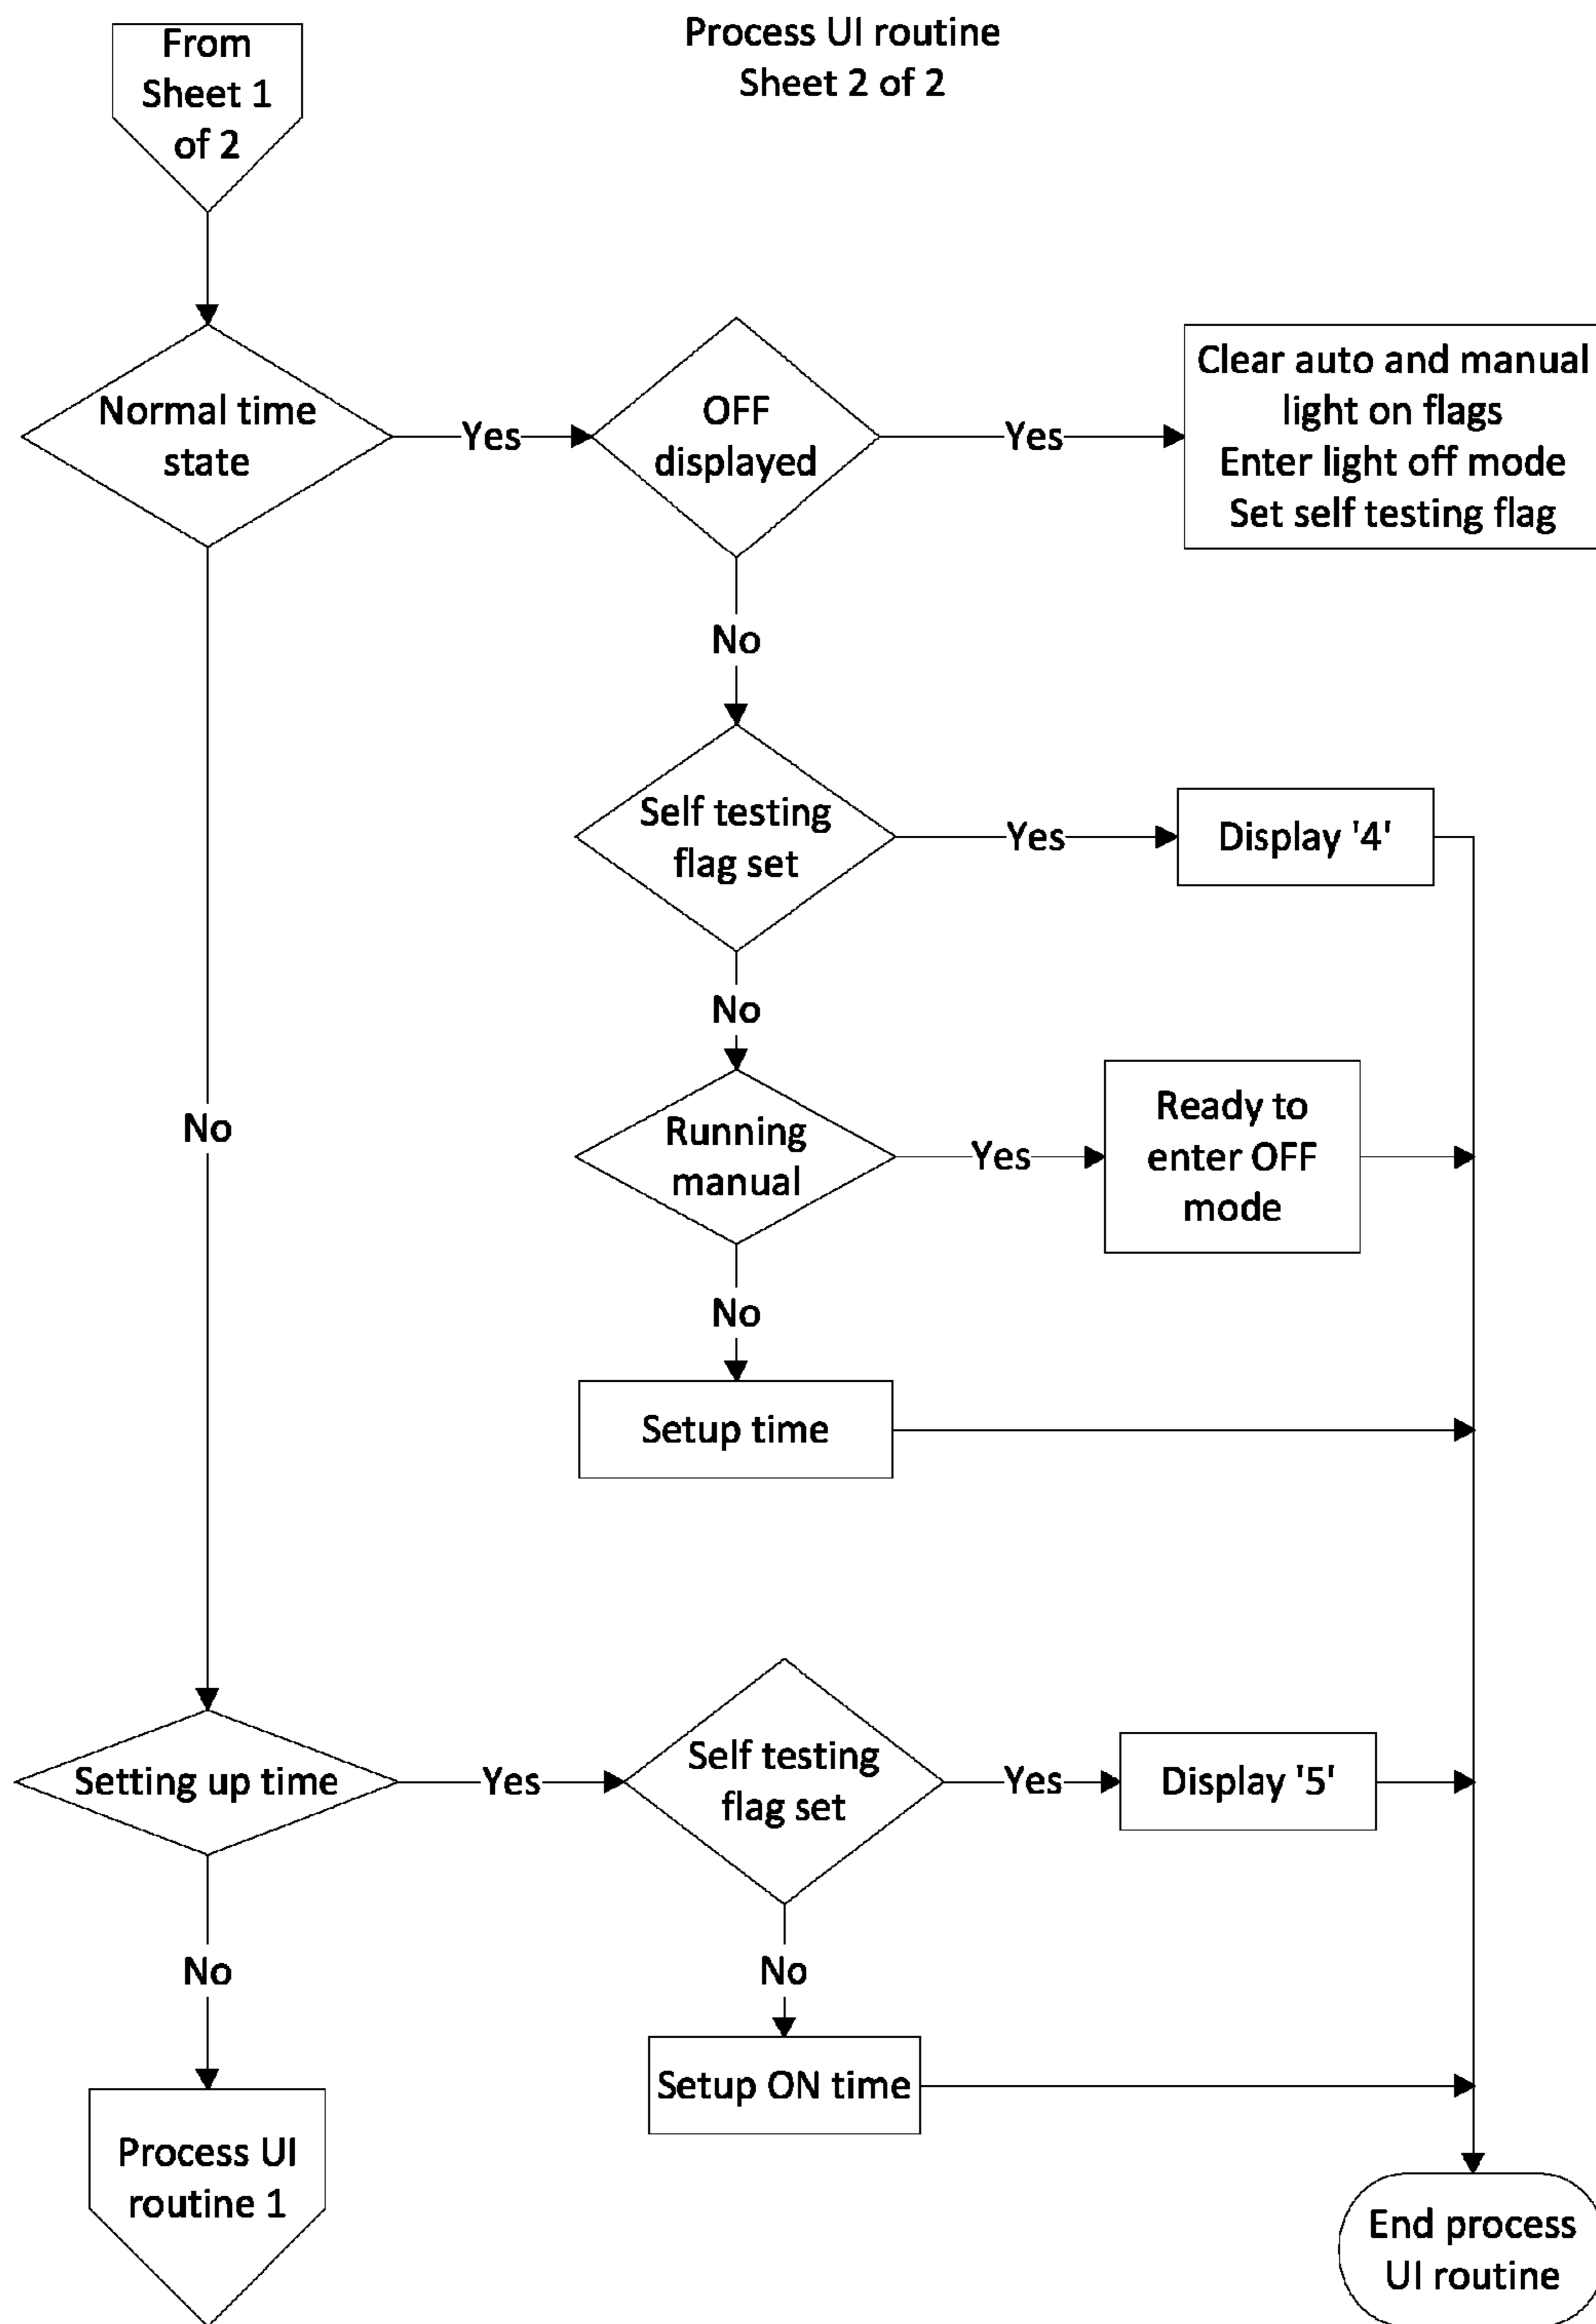 Process UI routine
Sheet 2 of 2
From
Sheet 1
of 2
Normal time
state
Yes
OFF
displayed
Yes
Clear auto and manual
light on flags
Enter light off mode
Set self testing flag
No
Self testing
flag set
Yes
Display '4'
No
Running
manual
Yes
Ready to
enter OFF
mode
No
No
Setup time
Setting up time
Yes
Self testing
flag set
Yes
Display '5'
No
No
Setup ON time
Process UI
routine 1
End process
UI routine